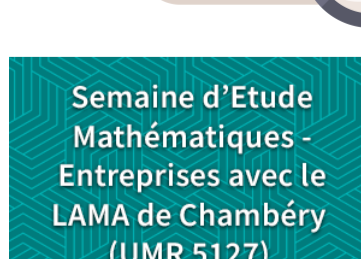 Semaine d’Etude
Mathématiques -
Entreprises avec le
LAMA de Chambéry
(UMR 5127)